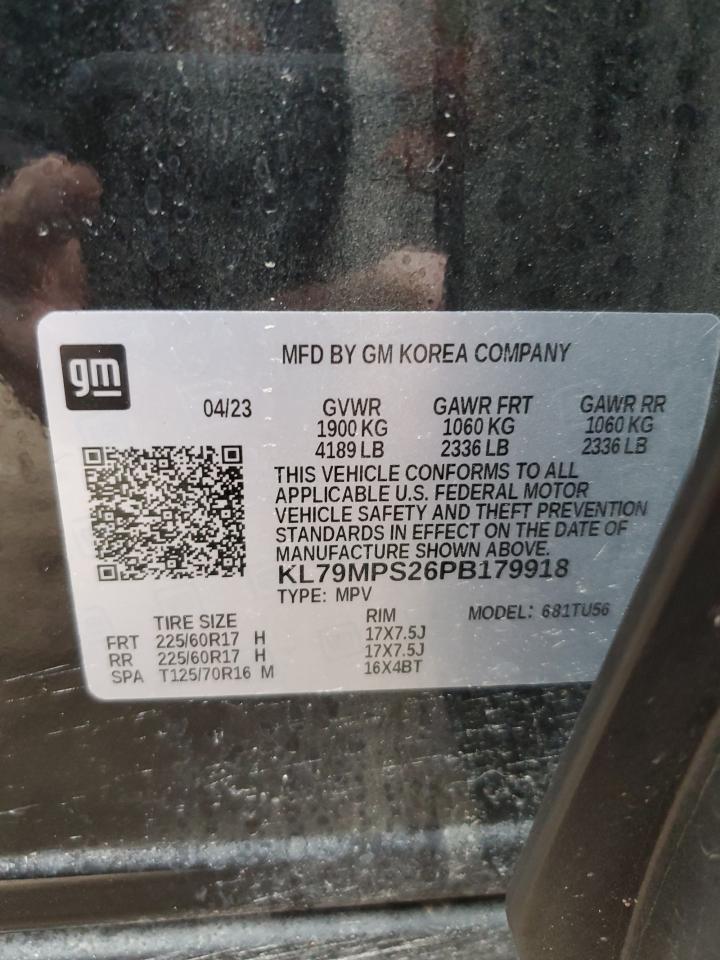 gm
MFD BY GM KOREA COMPANY
04/23 GVWR GAWR FRT GAWR RR
1900 KG 1060 KG 1060 KG
4189 LB 2336 LB 2336 LB
THIS VEHICLE CONFORMS TO ALL
APPLICABLE U.S. FEDERAL MOTOR
VEHICLE SAFETY AND THEFT PREVENTION
STANDARDS IN EFFECT ON THE DATE OF
MANUFACTURE SHOWN ABOVE.
KL79MPS26PB179918
TYPE: MPV MODEL: 681TU56
TIRE SIZE RIM
FRT 225/60R17 H 17X7.5J
RR 225/60R17 H 17X7.5J
SPA T125/70R16 M 16X4BT